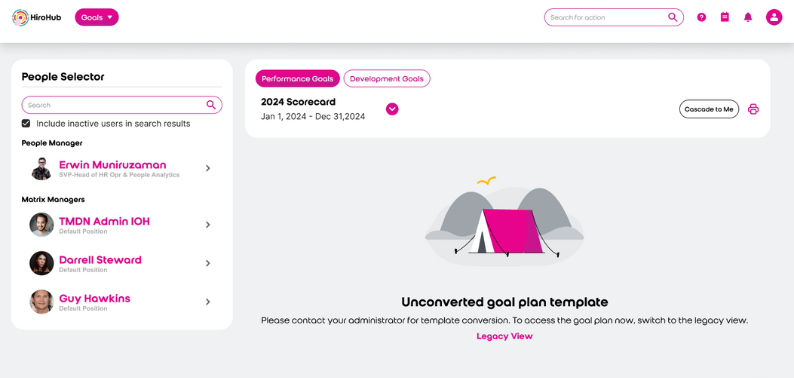 HiroHub
Goals
Search for action
People Selector
Search
Include inactive users in search results
People Manager
Erwin Muniruzaman
SVP-Head of HR Opr & People Analytics
Matrix Managers
TMDN Admin IOH
Default Position
Darrell Steward
Default Position
Guy Hawkins
Default Position
Performance Goals
Development Goals
2024 Scorecard
Jan 1, 2024 - Dec 31,2024
Cascade to Me
Unconverted goal plan template
Please contact your administrator for template conversion. To access the goal plan now, switch to the legacy view.
Legacy View